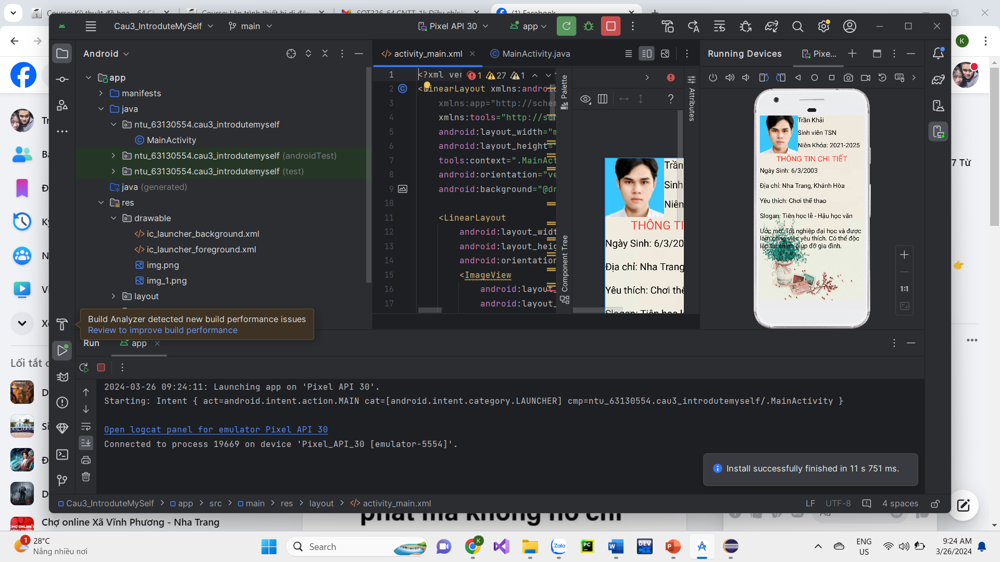 Course: Kỹ thuật đồ họa - 64.CN
Course: Lập trình thiết bị di độn
SOT336_64.CNTT_1|: Điều chỉnh
(1) Facebook
Cau3_IntroduteMySelf
main
Pixel API 30
app
K
Android
activity_main.xml
MainActivity.java
Running Devices
Pixe...
app
manifests
java
ntu_63130554.cau3_introdutemyself
MainActivity
ntu_63130554.cau3_introdutemyself (androidTest)
ntu_63130554.cau3_introdutemyself (test)
java (generated)
res
drawable
ic_launcher_background.xml
ic_launcher_foreground.xml
img.png
img_1.png
layout
1 <?xml ver
1 27 1
2 <LinearLayout xmlns:android
3 xmlns:app="http://schem
4 xmlns:tools="http://sch
5 android:layout_width="m
6 android:layout_height="
7 tools:context=".MainAct
8 android:orientation="ve
9 android:background="@dr
10
11 <LinearLayout
12 android:layout_widt
13 android:layout_heig
14 android:orientation
15 <ImageView
16 android:layout_
17 android:layout_
Palette
Component Tree
Attributes
Trần
Sinh
Niên
THÔNG TI
Ngày Sinh: 6/3/20
Địa chỉ: Nha Trang
Yêu thích: Chơi thể
Slogan: Tiên học l
Trần Khải
Sinh viên TSN
Niên Khóa: 2021-2025
THÔNG TIN CHI TIẾT
Ngày Sinh: 6/3/2003
Địa chỉ: Nha Trang, Khánh Hòa
Yêu thích: Chơi thể thao
Slogan: Tiên học lễ - Hậu học văn
Ước mơ: Tốt nghiệp đại học và được
làm công việc yêu thích. Có thể độc
lập tài chính giúp đỡ gia đình.
1:1
Build Analyzer detected new build performance issues
Review to improve build performance
Run
app
2024-03-26 09:24:11: Launching app on 'Pixel API 30'.
Starting: Intent { act=android.intent.action.MAIN cat=[android.intent.category.LAUNCHER] cmp=ntu_63130554.cau3_introdutemyself/.MainActivity }
Open logcat panel for emulator Pixel API 30
Connected to process 19669 on device 'Pixel_API_30 [emulator-5554]'.
Install successfully finished in 11 s 751 ms.
Cau3_IntroduteMySelf > app > src > main > res > layout > activity_main.xml
LF UTF-8 4 spaces
Tr
Bạ
Đ
Kỷ
N
Vi
Xe
Lối tắt c
D
Si
Đ
D
Chợ online Xã Vĩnh Phương - Nha Trang
7 Từ
phát mà không hò chi
Aa
1
28°C
Nắng nhiều nơi
Search
Zalo
ENG
US
9:24 AM
3/26/2024